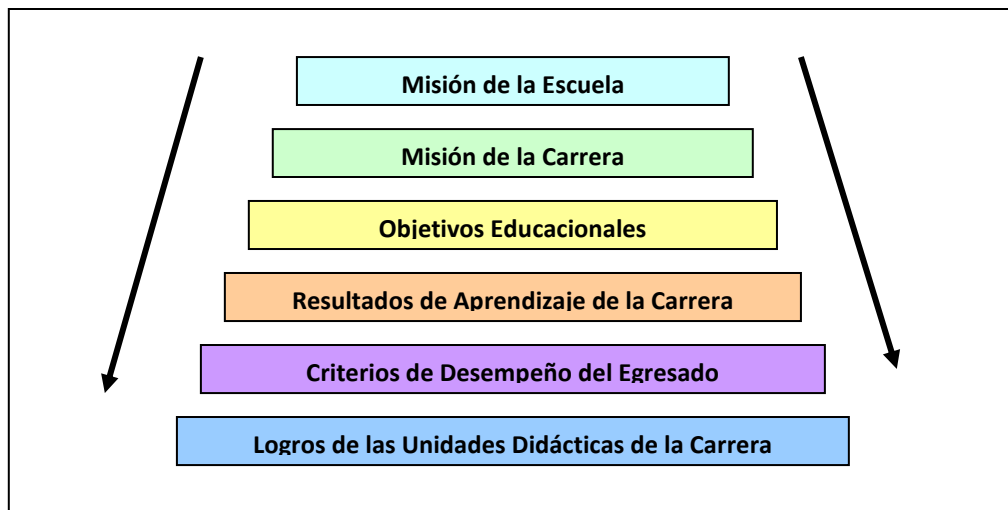 Misión de la Escuela
Misión de la Carrera
Objetivos Educacionales
Resultados de Aprendizaje de la Carrera
Criterios de Desempeño del Egresado
Logros de las Unidades Didácticas de la Carrera